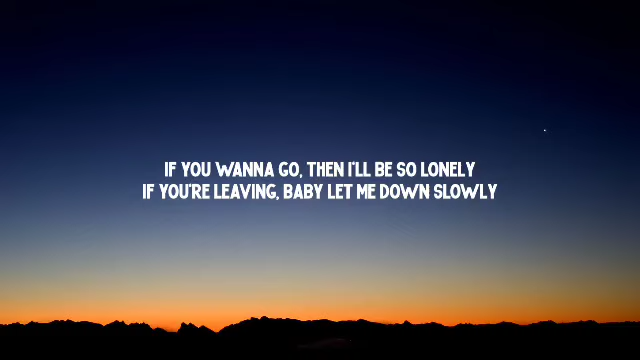 IF YOU WANNA GO, THEN I'LL BE SO LONELY
IF YOU'RE LEAVING, BABY LET ME DOWN SLOWLY